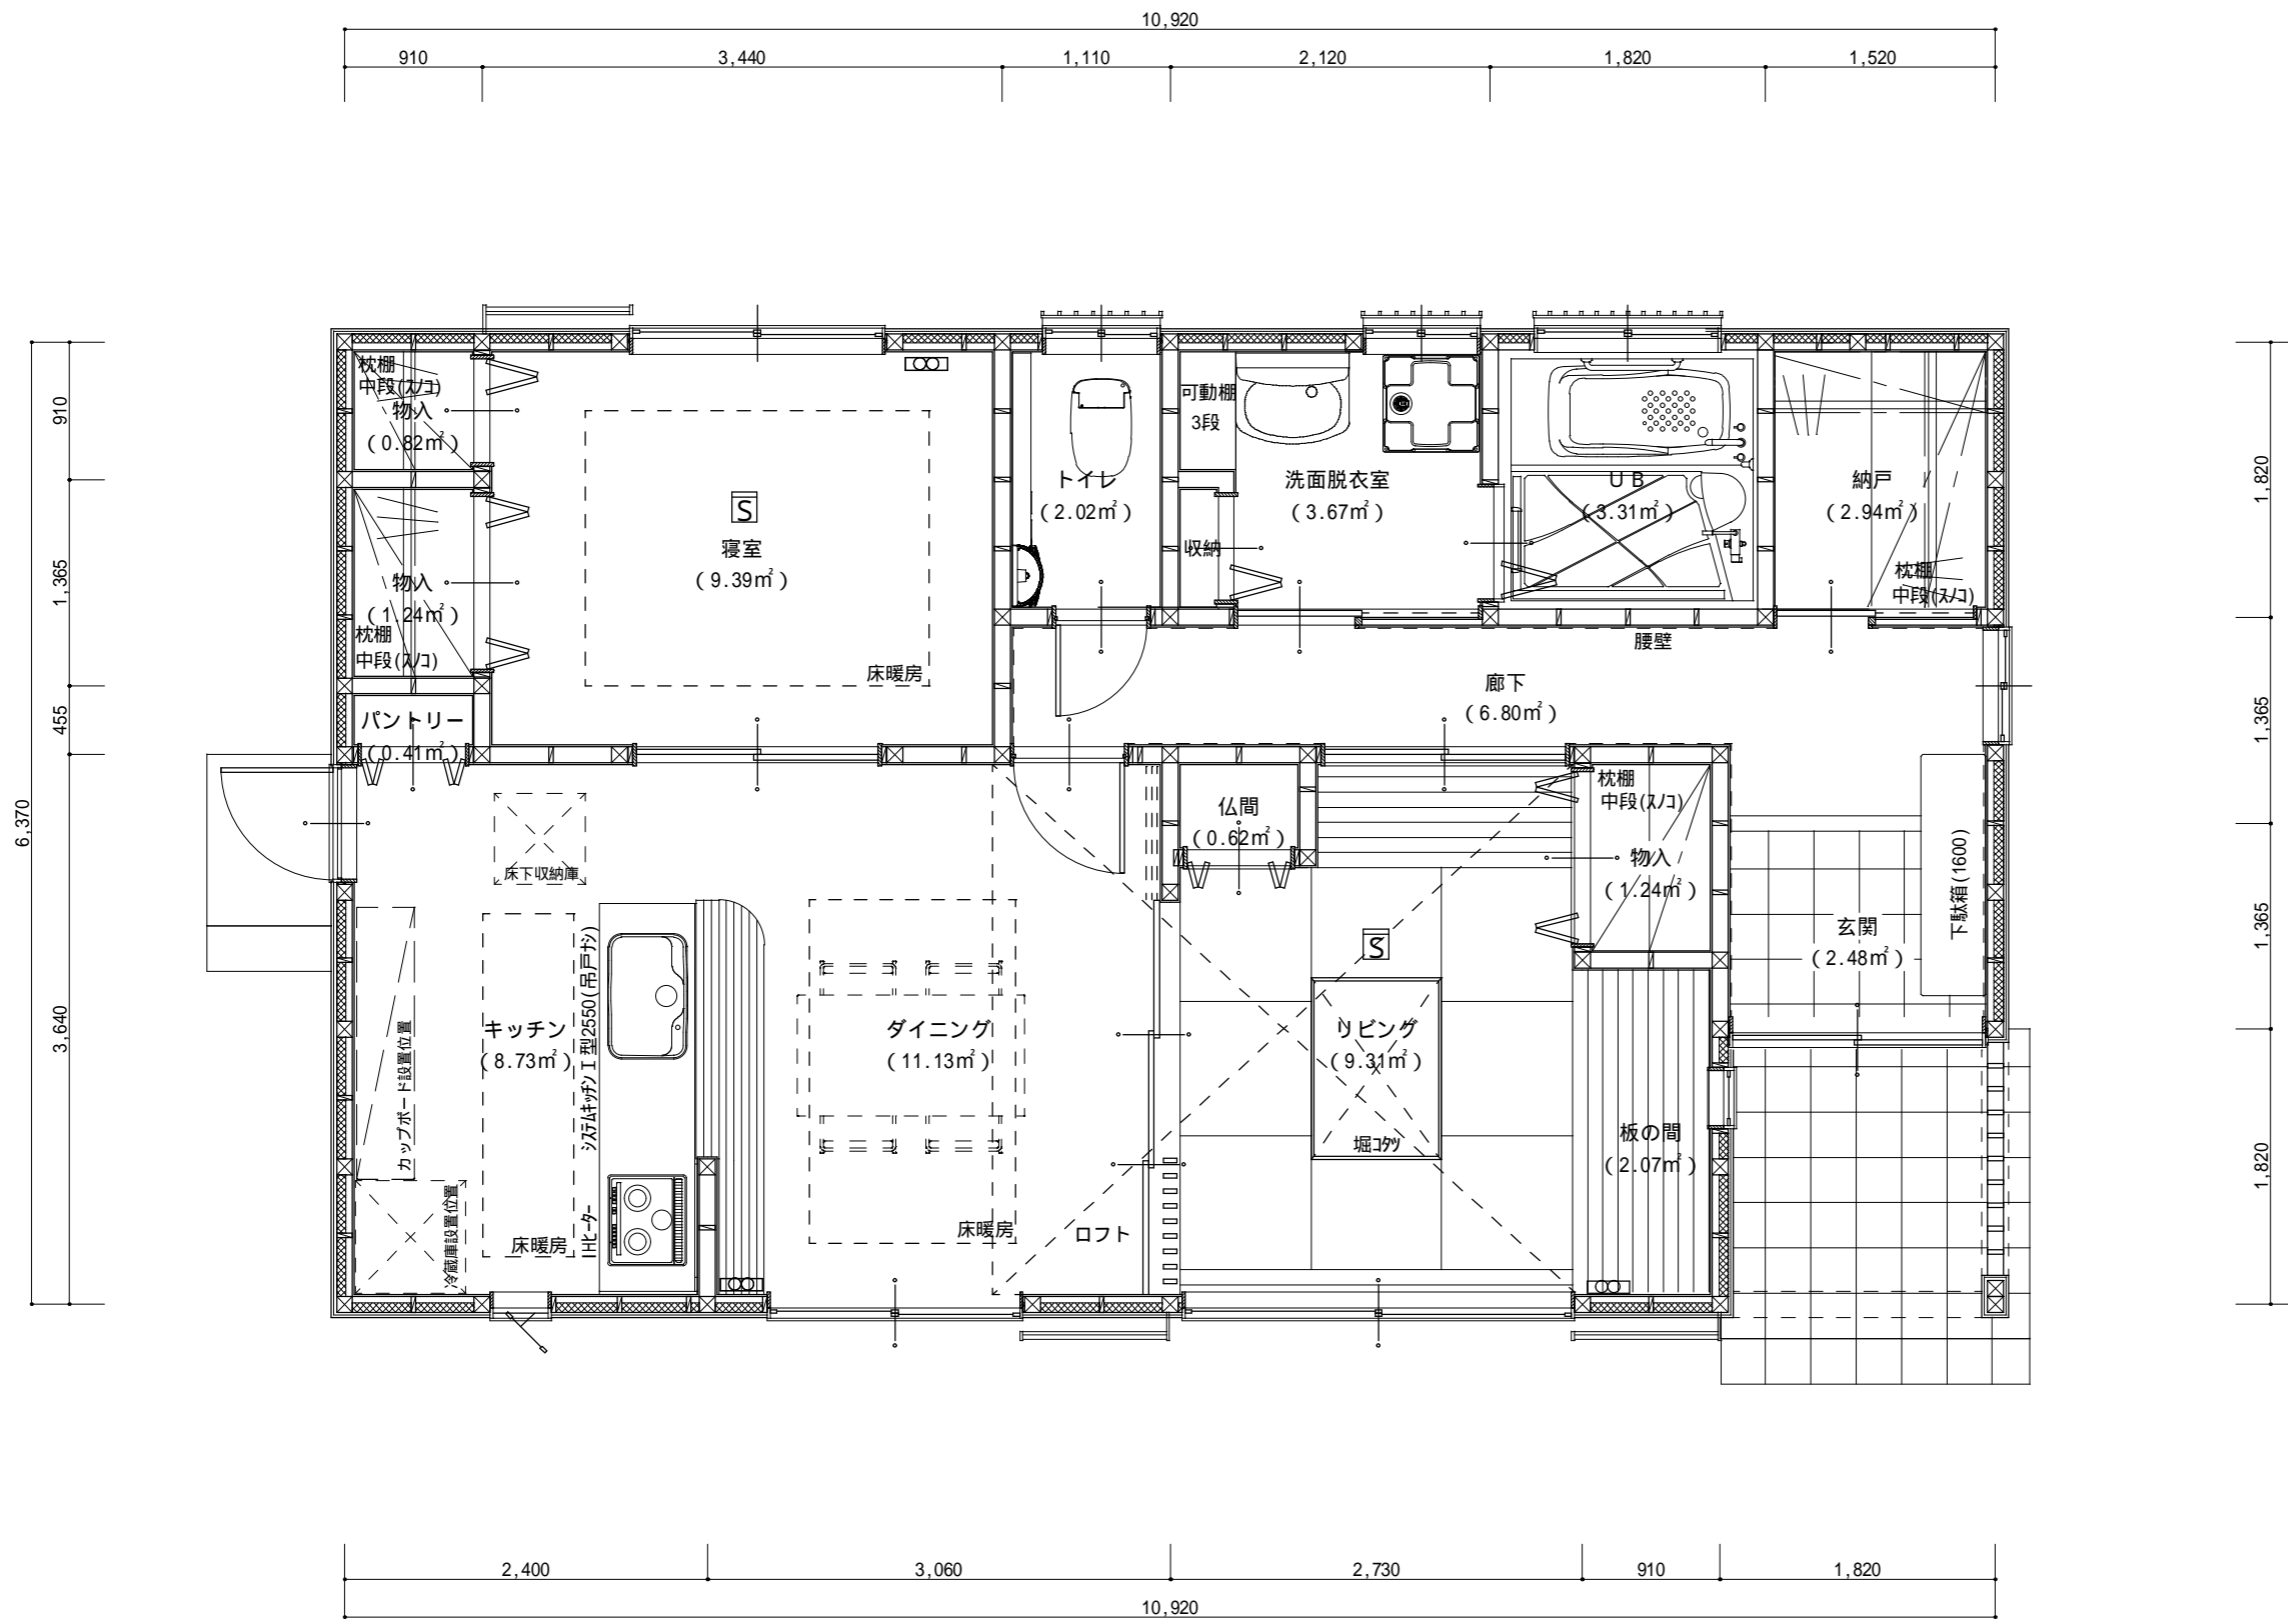 10,920
910
3,440
1,110
2,120
1,820
1,520
6,370
910
1,365
455
3,640
1,820
1,365
1,365
1,820
枕棚
中段(ｽﾉｺ)
物入
(0.82㎡)
物入
(1.24㎡)
枕棚
中段(ｽﾉｺ)
パントリー
(0.41㎡)
S
寝室
(9.39㎡)
床暖房
トイレ
(2.02㎡)
可動棚
3段
収納
洗面脱衣室
(3.67㎡)
UB
(3.31㎡)
納戸
(2.94㎡)
枕棚
中段(ｽﾉｺ)
腰壁
廊下
(6.80㎡)
床下収納庫
仏間
(0.62㎡)
枕棚
中段(ｽﾉｺ)
物入
(1.24㎡)
下駄箱(1600)
玄関
(2.48㎡)
カップボード設置位置
冷蔵庫設置位置
キッチン
(8.73㎡)
床暖房
ｼｽﾃﾑｷｯﾁﾝ I 型2550(吊戸ﾅｼ)
IHﾋｰﾀｰ
ダイニング
(11.13㎡)
床暖房
ロフト
S
リビング
(9.31㎡)
堀ｺﾀﾂ
板の間
(2.07㎡)
2,400
3,060
2,730
910
1,820
10,920